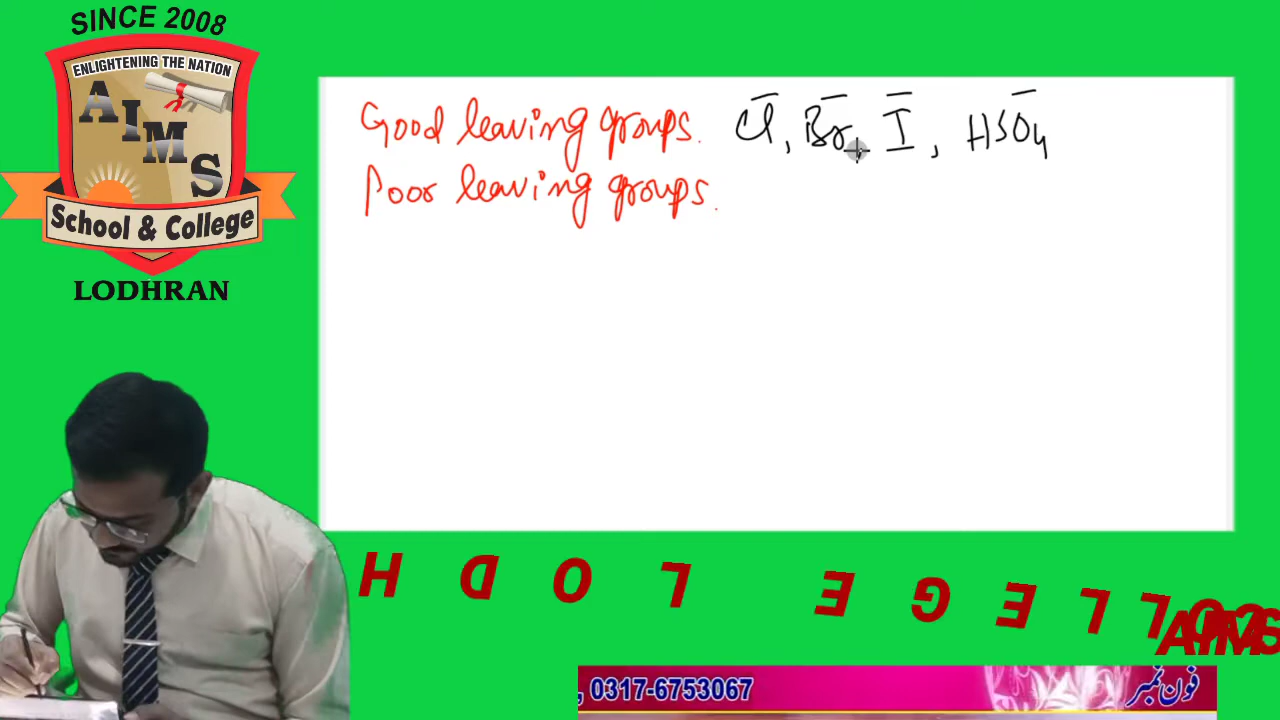 SINCE 2008
ENLIGHTENING THE NATION
AIMS
School & College
LODHRAN
Good leaving groups. Cl⁻, Br⁻, I⁻, HSO₄⁻
Poor leaving groups.
H D O L E G E L L
AIMS
, 0317-6753067 فون نمبر